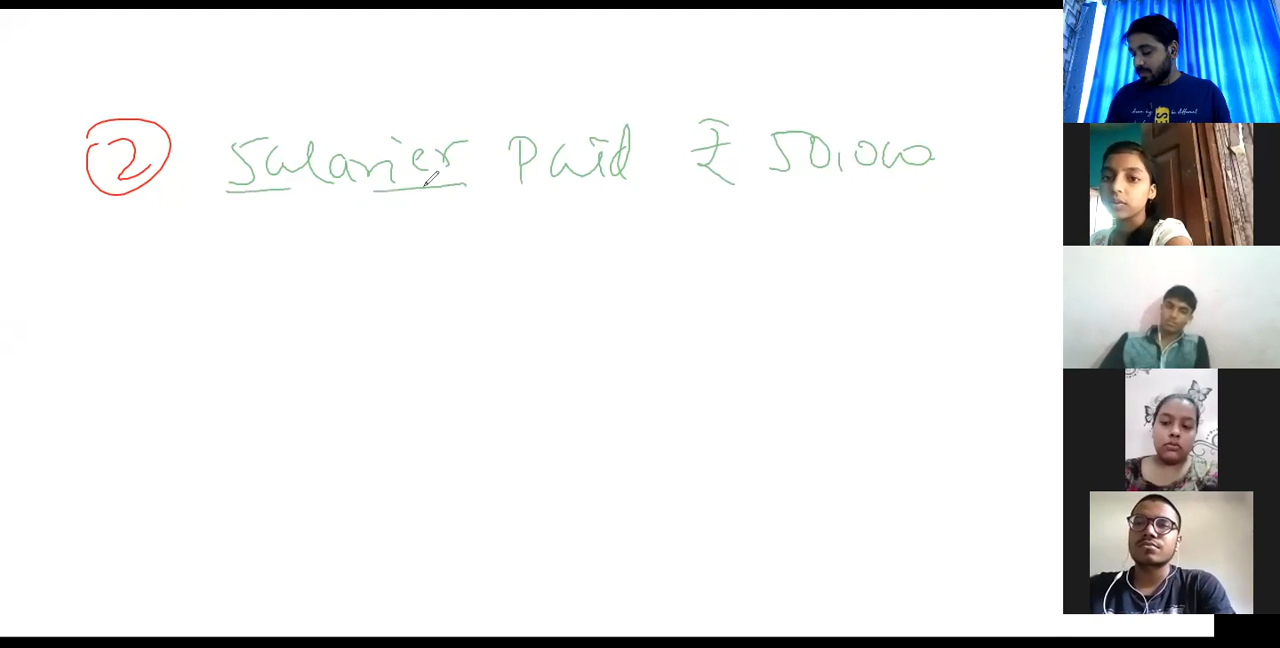 ② Salaries Paid ₹ 50,000